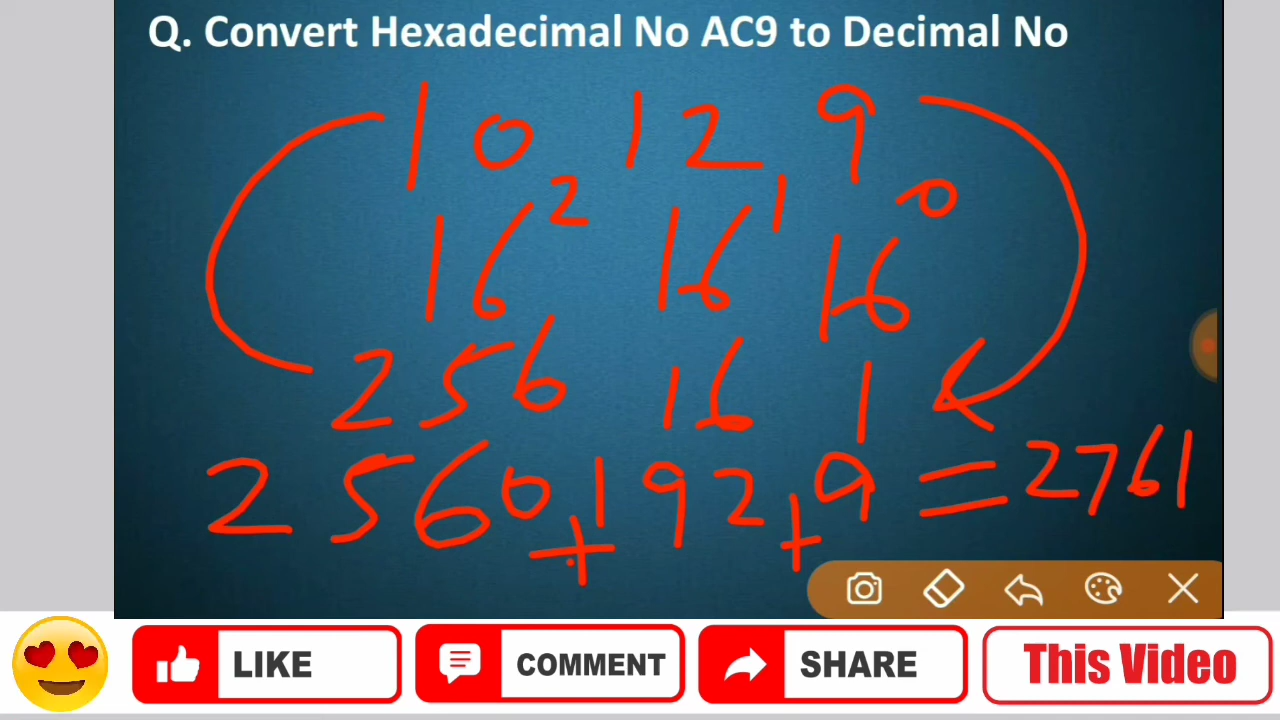 Q. Convert Hexadecimal No AC9 to Decimal No
10 12 9
16² 16¹ 16⁰
256 16 1
2560 + 192 + 9 = 2761
LIKE COMMENT SHARE This Video